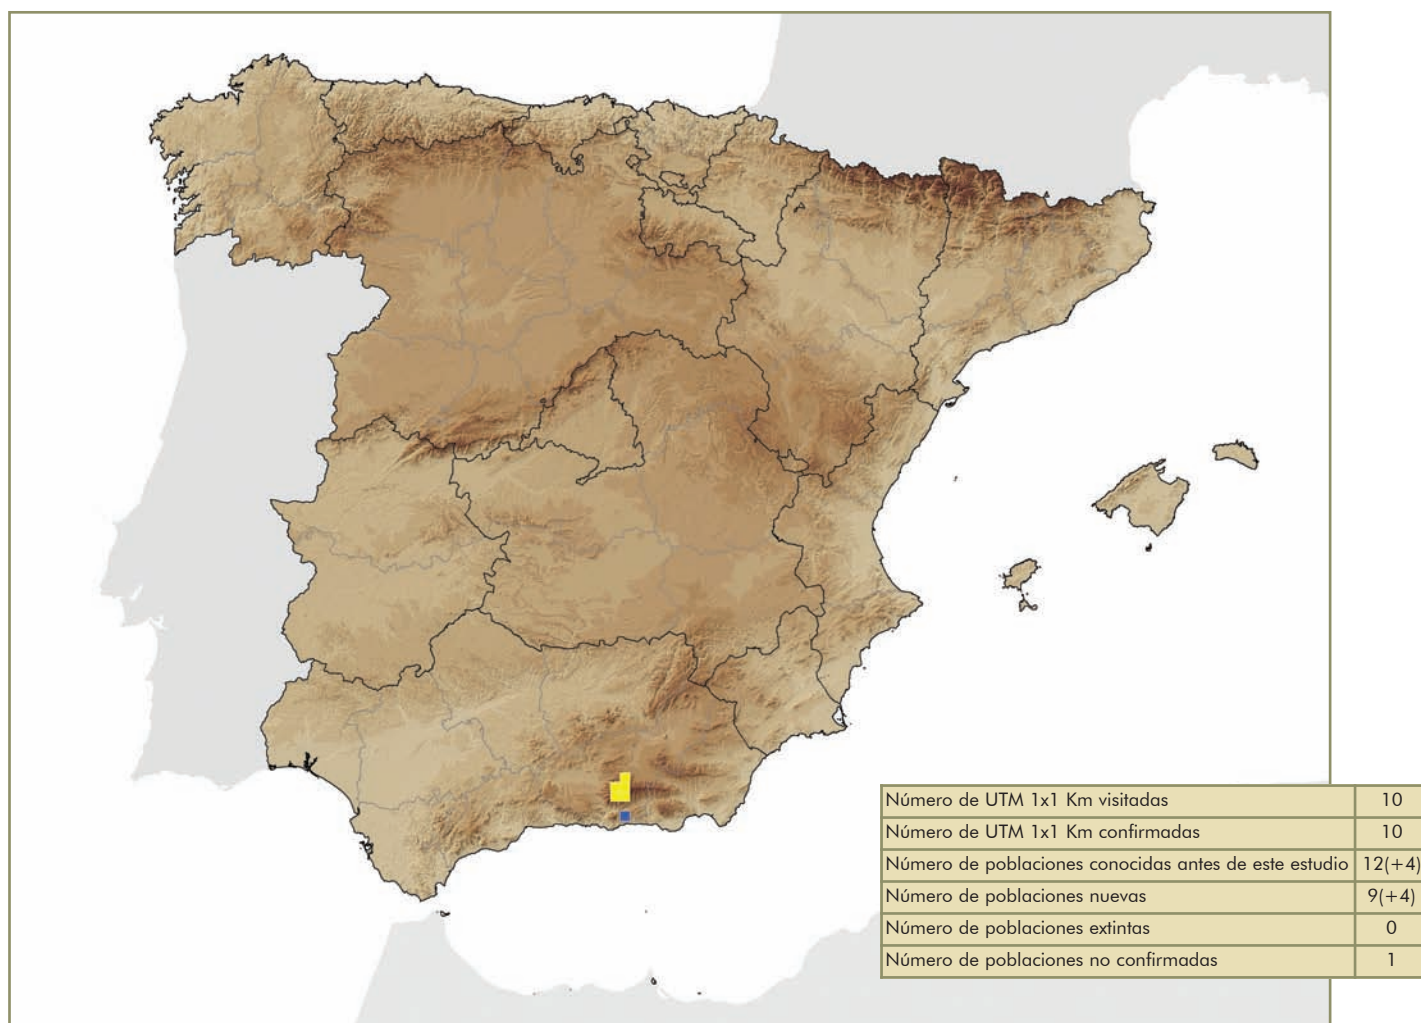 Número de UTM 1x1 Km visitadas 10
Número de UTM 1x1 Km confirmadas 10
Número de poblaciones conocidas antes de este estudio 12(+4)
Número de poblaciones nuevas 9(+4)
Número de poblaciones extintas 0
Número de poblaciones no confirmadas 1